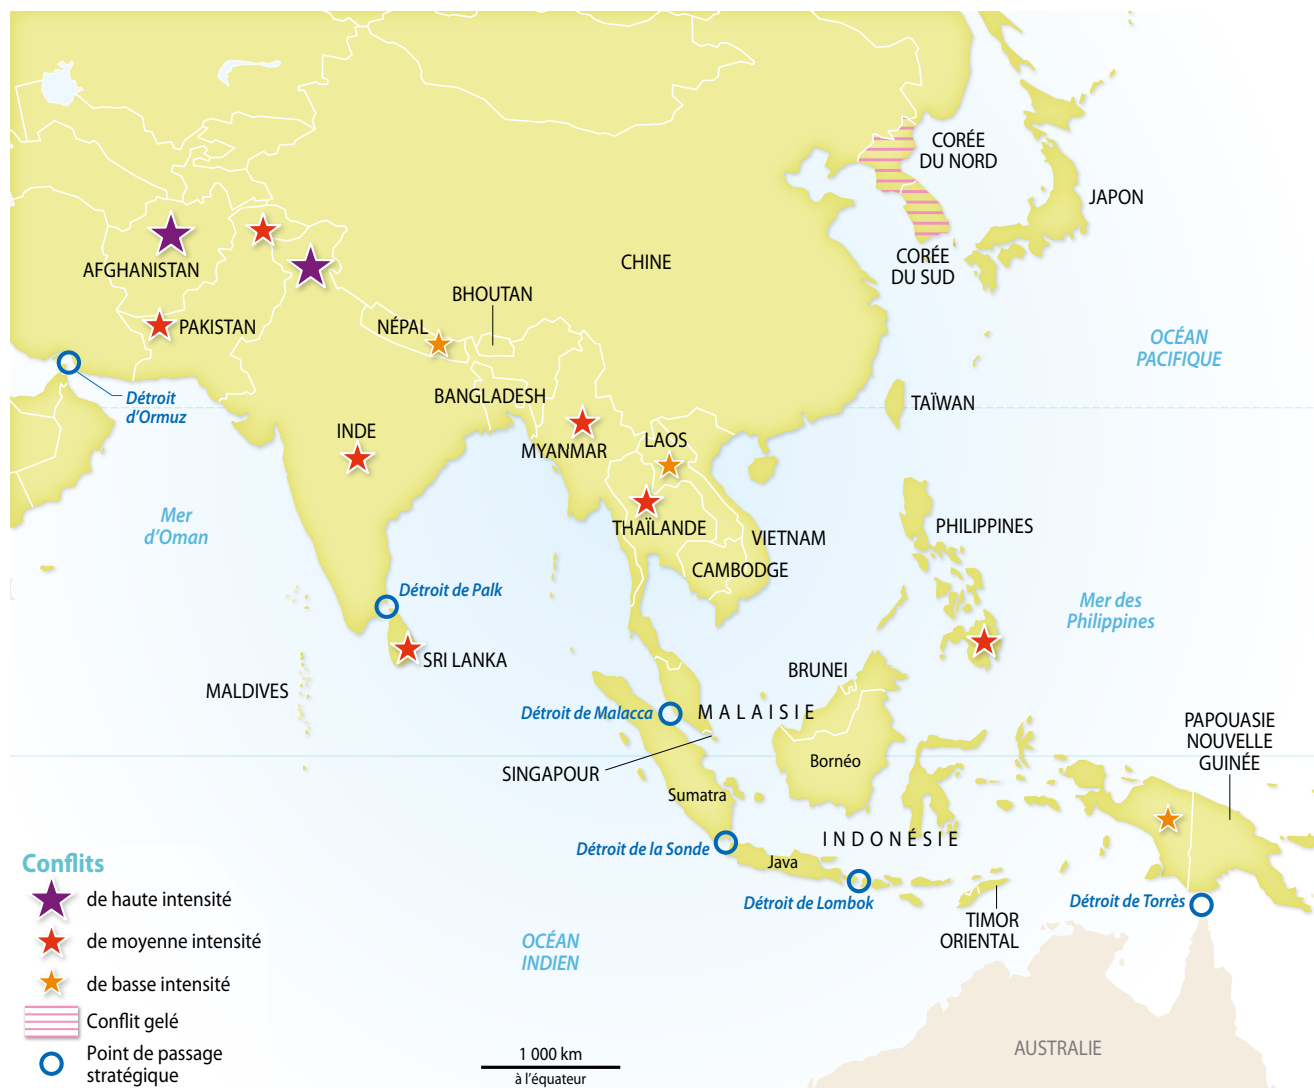 CORÉE
DU NORD
JAPON
CORÉE
DU SUD
CHINE
AFGHANISTAN
BHOUTAN
PAKISTAN
NÉPAL
OCÉAN
PACIFIQUE
Détroit
d'Ormuz
BANGLADESH
TAÏWAN
INDE
MYANMAR
LAOS
Mer
d'Oman
THAÏLANDE
VIETNAM
PHILIPPINES
CAMBODGE
Détroit de Palk
Mer des
Philippines
SRI LANKA
BRUNEI
MALDIVES
Détroit de Malacca
MALAISIE
PAPOUASIE
NOUVELLE
GUINÉE
SINGAPOUR
Bornéo
Sumatra
INDONÉSIE
Détroit de la Sonde
Java
Détroit de Lombok
Détroit de Torrès
TIMOR
ORIENTAL
OCÉAN
INDIEN
AUSTRALIE
Conflits
de haute intensité
de moyenne intensité
de basse intensité
Conflit gelé
Point de passage
stratégique
1 000 km
à l'équateur